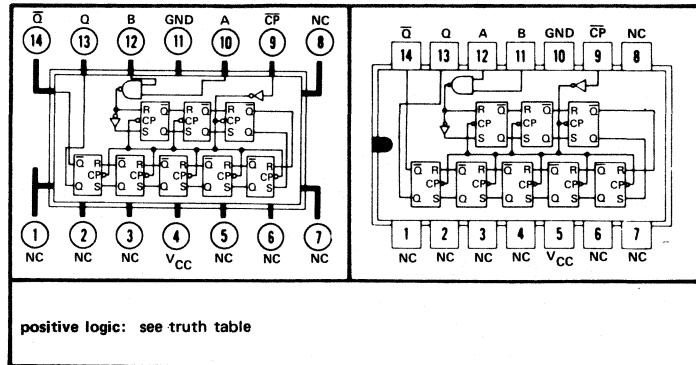 Q̅ Q B GND A C̅P̅ NC
14 13 12 11 10 9 8
R Q̅ R Q̅ R Q̅
CP CP CP
S Q S Q S Q
Q̅ R Q̅ R Q̅ R Q̅ R Q̅ R
CP CP CP CP CP
Q S Q S Q S Q S Q S
1 2 3 4 5 6 7
NC NC NC VCC NC NC NC
Q̅ Q A B GND C̅P̅ NC
14 13 12 11 10 9 8
R Q̅ R Q̅ R Q̅
CP CP CP
S Q S Q S Q
Q̅ R Q̅ R Q̅ R Q̅ R Q̅ R
CP CP CP CP CP
Q S Q S Q S Q S Q S
1 2 3 4 5 6 7
NC NC NC NC VCC NC NC
positive logic: see truth table